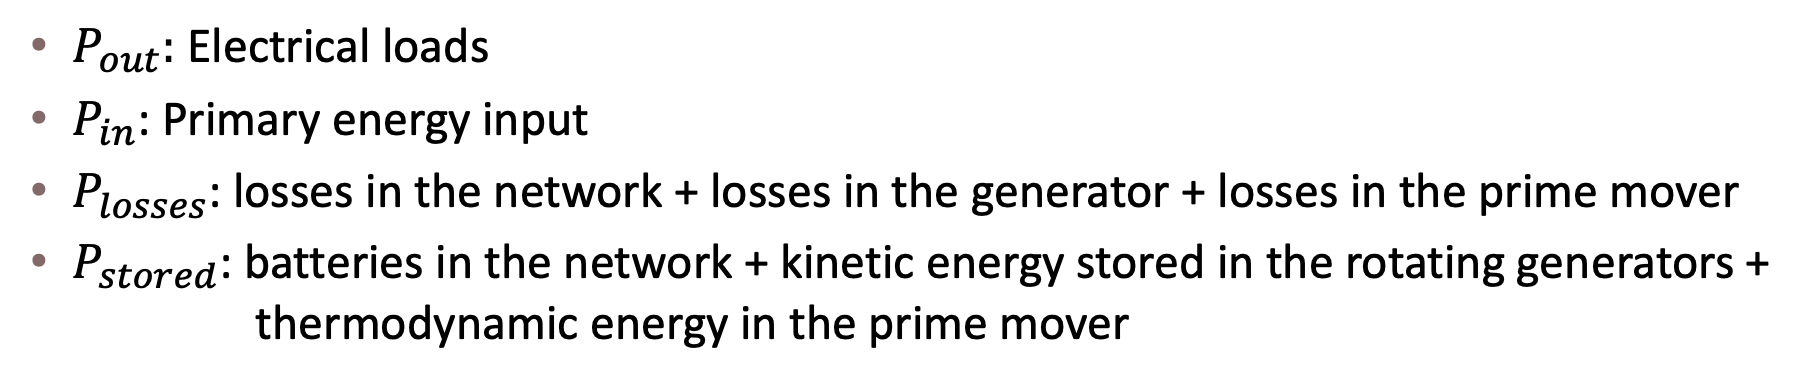 • P_out: Electrical loads
• P_in: Primary energy input
• P_losses: losses in the network + losses in the generator + losses in the prime mover
• P_stored: batteries in the network + kinetic energy stored in the rotating generators +
thermodynamic energy in the prime mover